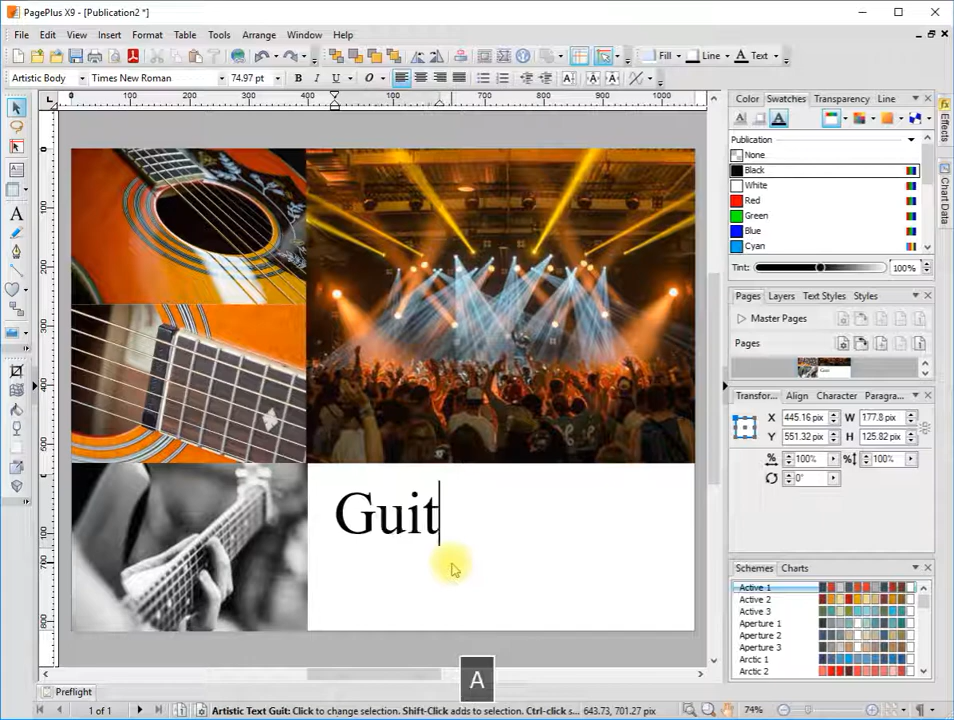 PagePlus X9 - [Publication2 *]
File Edit View Insert Format Table Tools Arrange Window Help
Fill Line A Text
Artistic Body Times New Roman 74.97 pt B I U O
Color Swatches Transparency Line
Publication
None
Black
White
Red
Green
Blue
Cyan
Tint: 100%
Effects
Chart Data
Pages Layers Text Styles Styles
Master Pages
Pages
Transfor... Align Character Paragra...
X 445.16 pix W 177.8 pix
Y 551.32 pix H 125.82 pix
% 100% % 100%
0°
Schemes Charts
Active 1
Active 2
Active 3
Aperture 1
Aperture 2
Aperture 3
Arctic 1
Arctic 2
Guit
A
Preflight
1 of 1 Artistic Text Guit: Click to change selection. Shift-Click adds to selection. Ctrl-click s... 643.73, 701.27 pix 74%